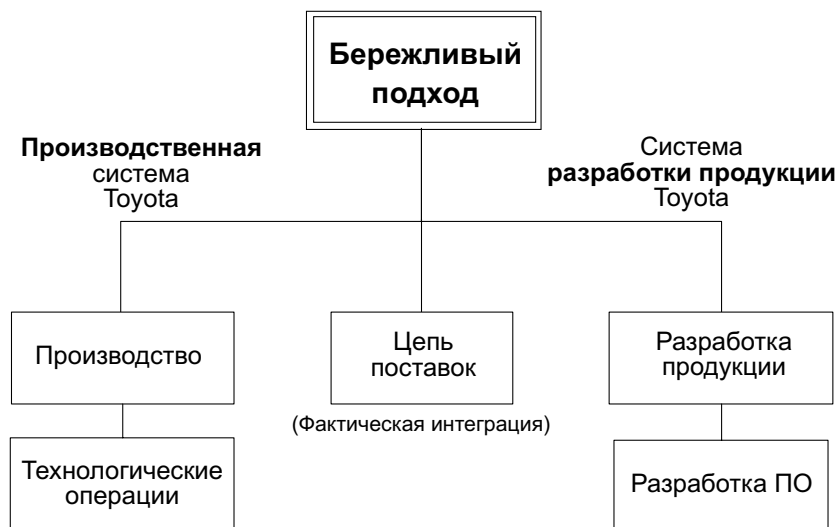 Бережливый
подход
Производственная
система
Toyota
Система
разработки продукции
Toyota
Производство
Цепь
поставок
Разработка
продукции
(Фактическая интеграция)
Технологические
операции
Разработка ПО